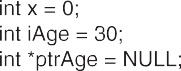 int x = 0;
int iAge = 30;
int *ptrAge = NULL;